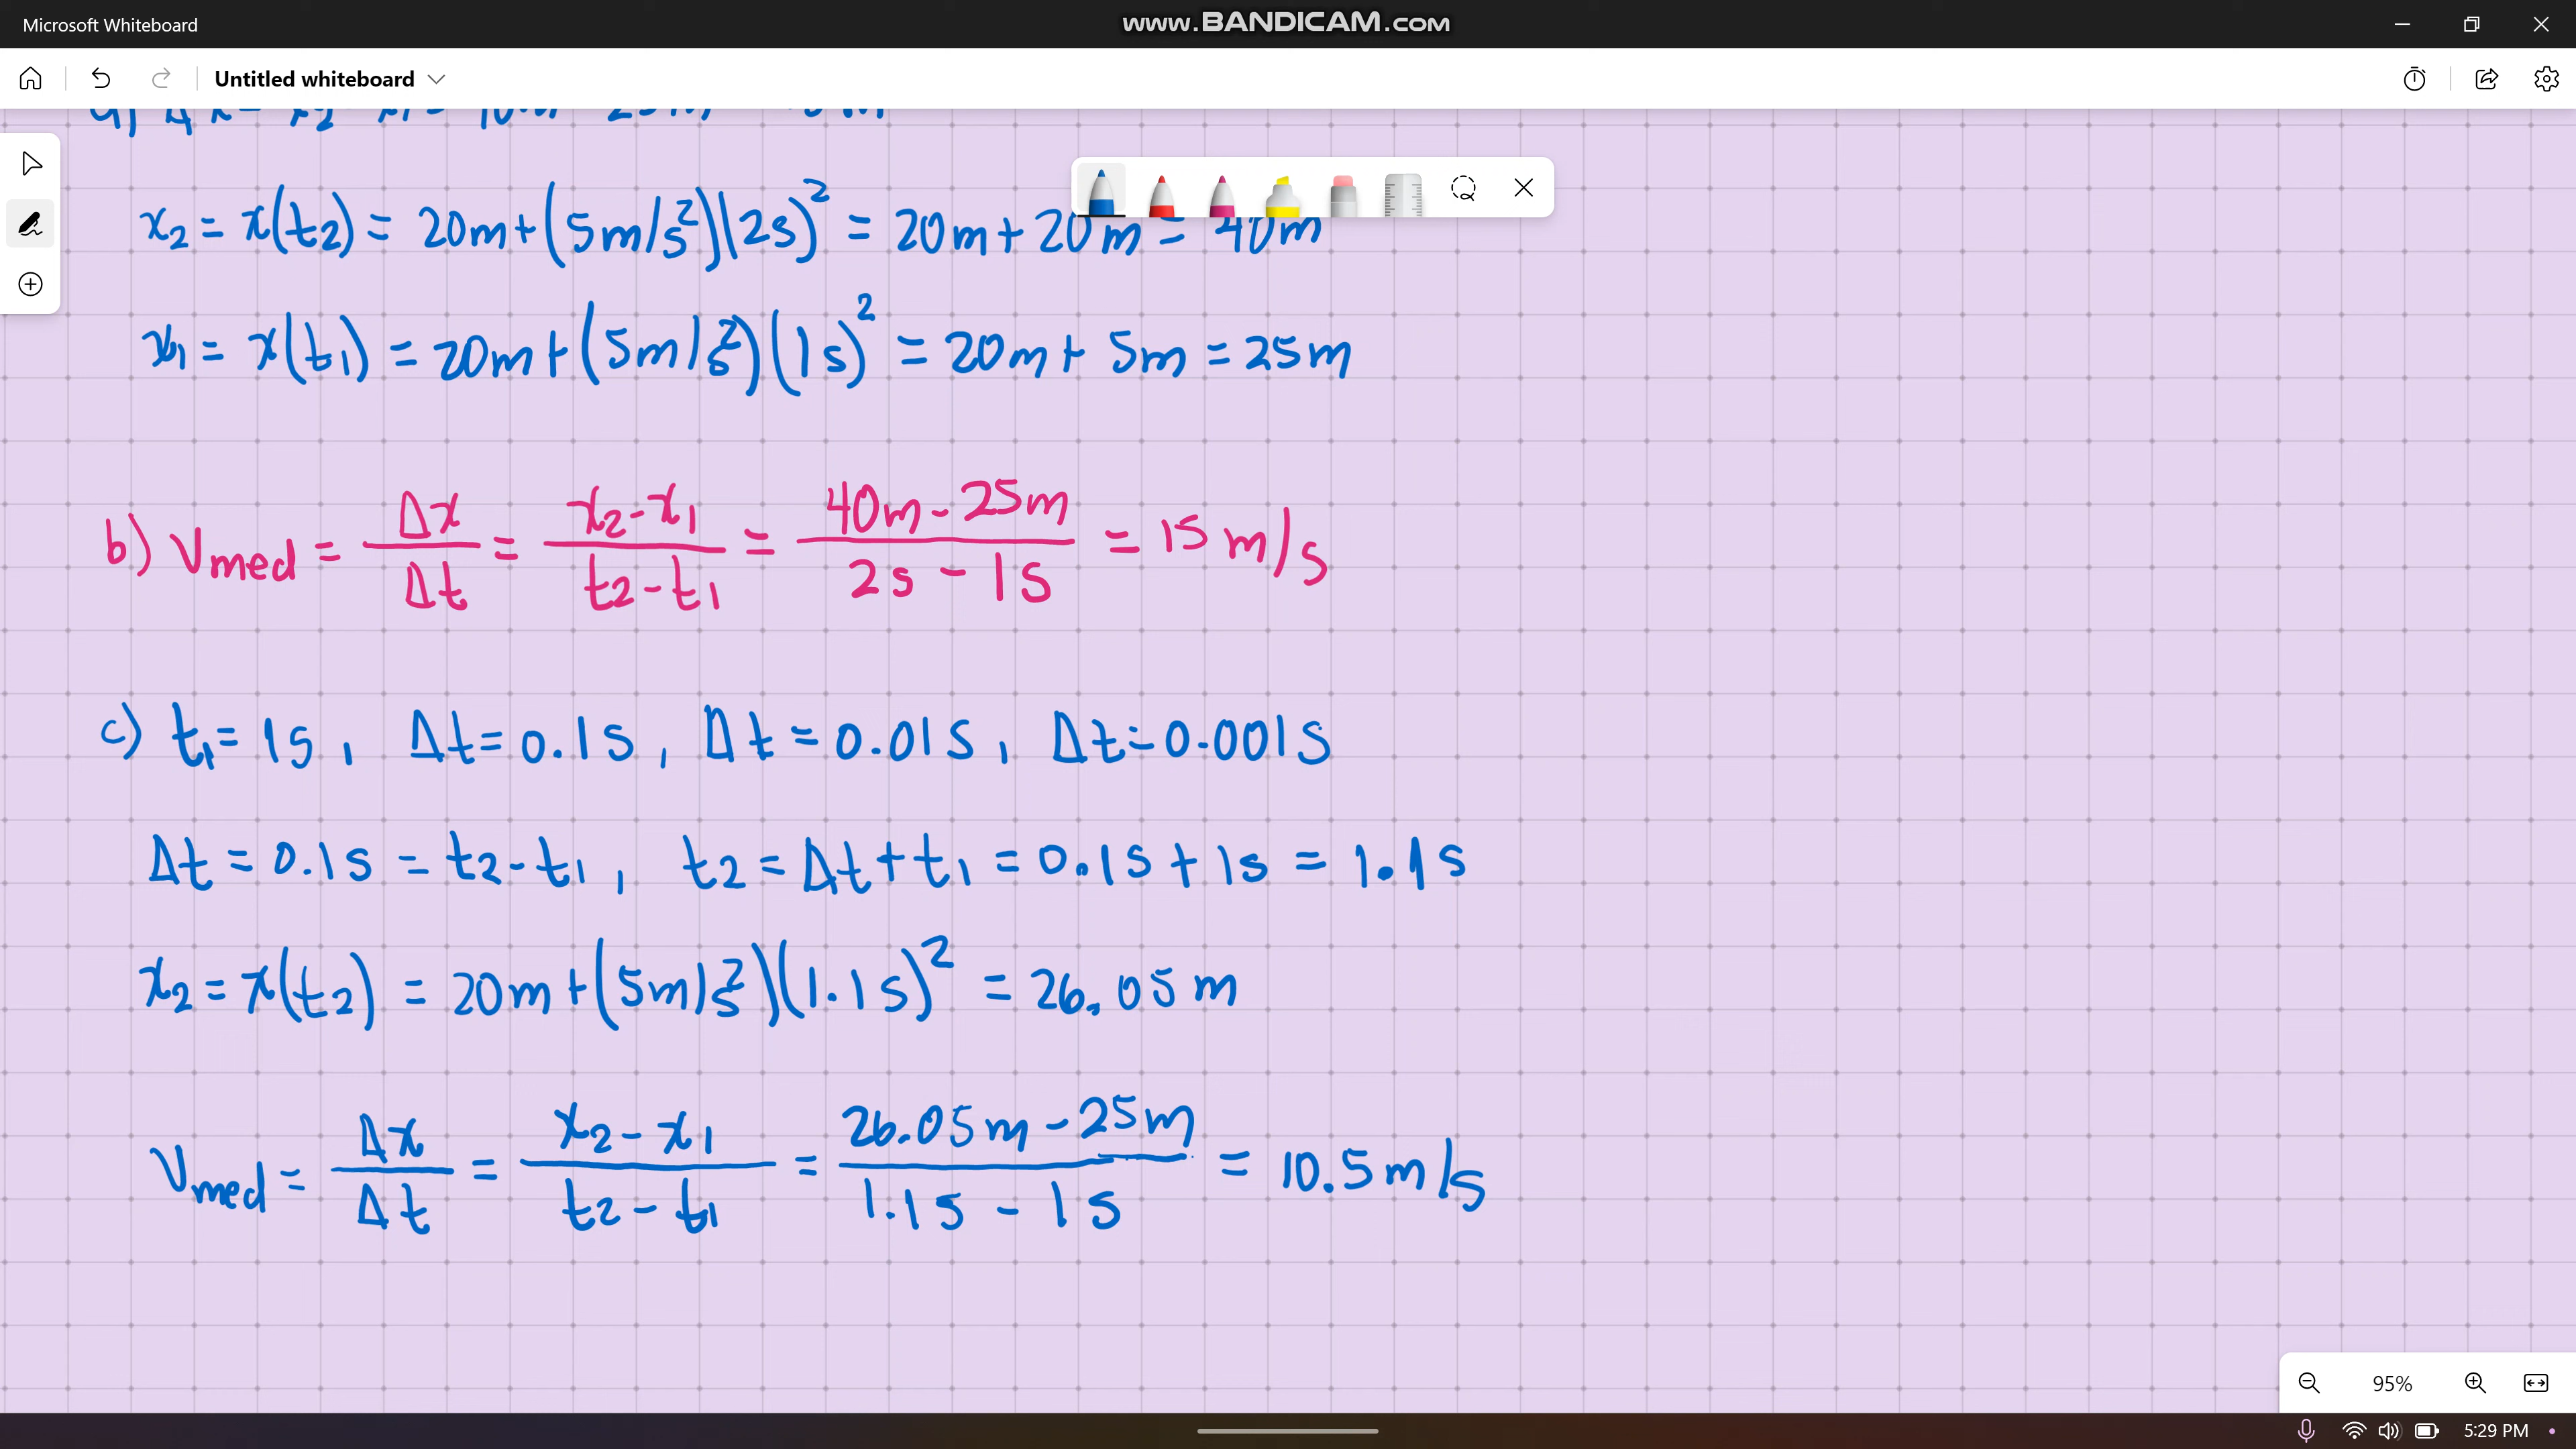 Microsoft Whiteboard
www.BANDICAM.com
Untitled whiteboard
x₂ = x(t₂) = 20m + (5m/s²)(2s)² = 20m + 20m = 40m
x₁ = x(t₁) = 20m + (5m/s²)(1s)² = 20m + 5m = 25m
b) Vmed = Δx/Δt = (x₂-x₁)/(t₂-t₁) = (40m - 25m)/(2s - 1s) = 15 m/s
c) t₁ = 1s, Δt = 0.1s, Δt = 0.01s, Δt = 0.001s
Δt = 0.1s = t₂-t₁, t₂ = Δt + t₁ = 0.1s + 1s = 1.1s
x₂ = x(t₂) = 20m + (5m/s²)(1.1s)² = 26.05 m
Vmed = Δx/Δt = (x₂-x₁)/(t₂-t₁) = (26.05m - 25m)/(1.1s - 1s) = 10.5 m/s
95%
5:29 PM